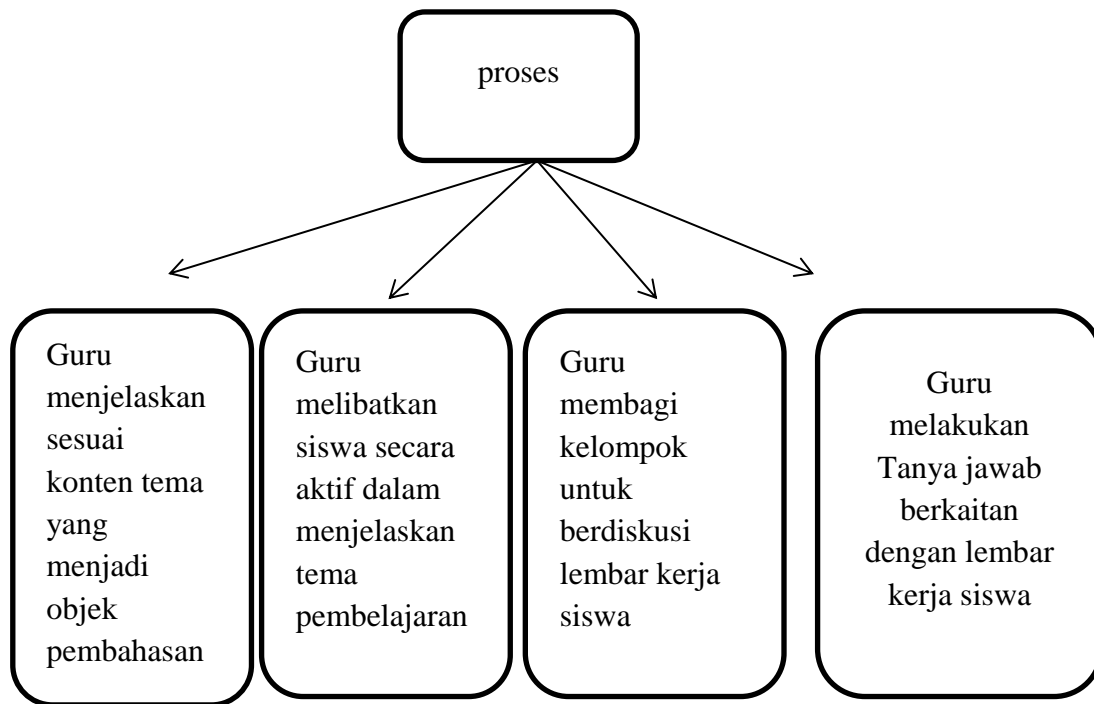 proses
Guru
menjelaskan
sesuai
konten tema
yang
menjadi
objek
pembahasan
Guru
melibatkan
siswa secara
aktif dalam
menjelaskan
tema
pembelajaran
Guru
membagi
kelompok
untuk
berdiskusi
lembar kerja
siswa
Guru
melakukan
Tanya jawab
berkaitan
dengan lembar
kerja siswa